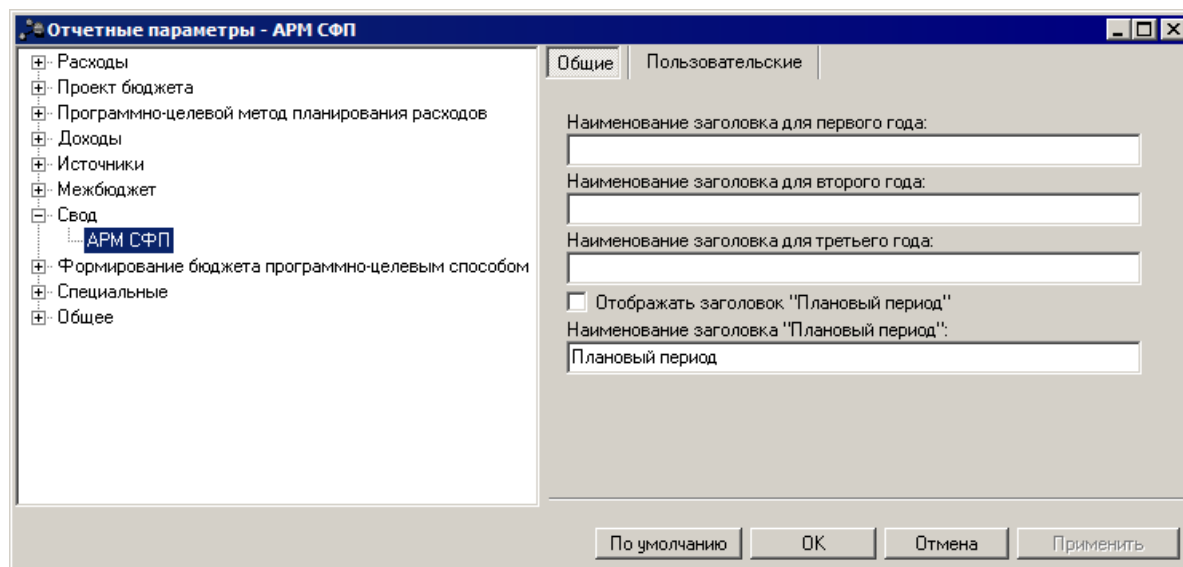 Отчетные параметры - АРМ СФП
Расходы
Проект бюджета
Программно-целевой метод планирования расходов
Доходы
Источники
Межбюджет
Свод
АРМ СФП
Формирование бюджета программно-целевым способом
Специальные
Общее
Общие
Пользовательские
Наименование заголовка для первого года:
Наименование заголовка для второго года:
Наименование заголовка для третьего года:
Отображать заголовок "Плановый период"
Наименование заголовка "Плановый период":
Плановый период
По умолчанию
OK
Отмена
Применить